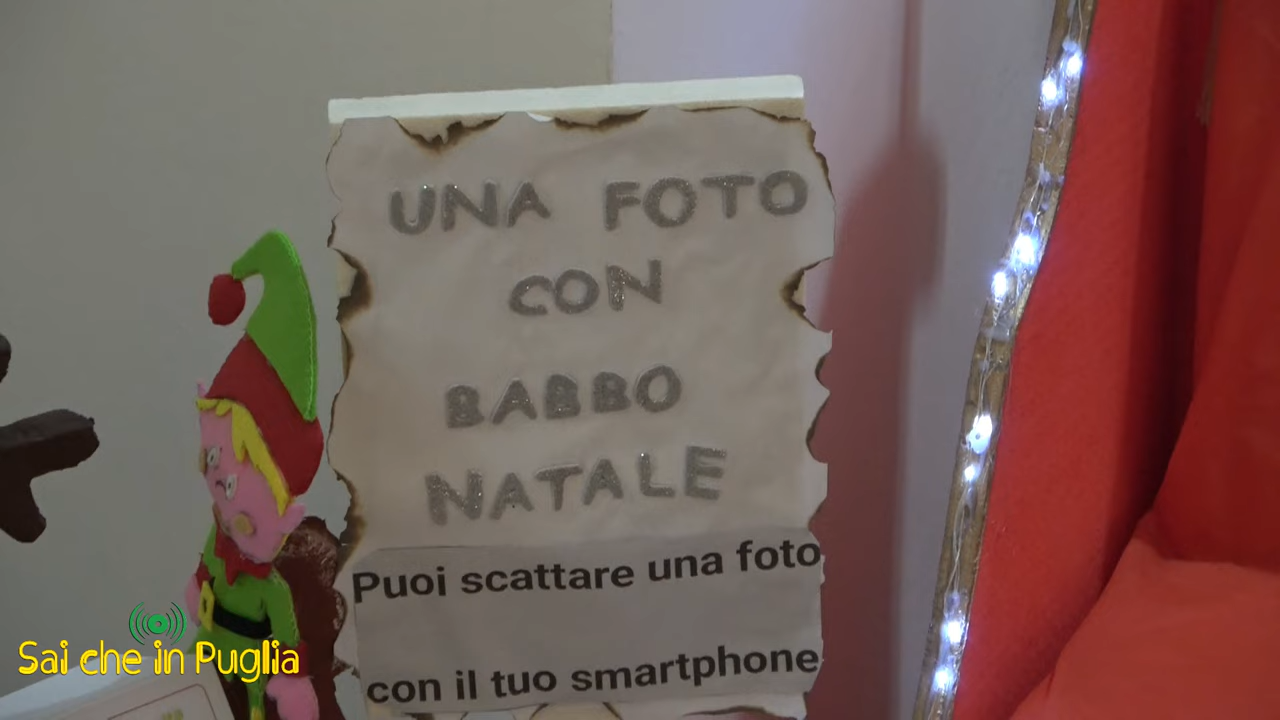 UNA FOTO
CON
BABBO
NATALE
Puoi scattare una foto
con il tuo smartphone
Sai che in Puglia